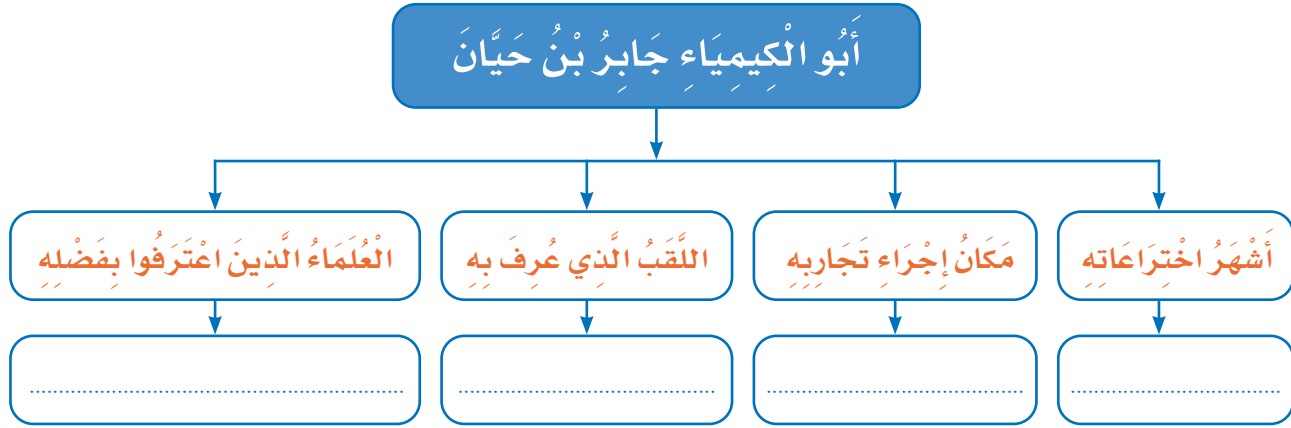 أَبُو الْكِيمِيَاءِ جَابِرُ بْنُ حَيَّانَ
أَشْهَرُ اخْتِرَاعَاتِهِ
مَكَانُ إِجْرَاءِ تَجَارِبِهِ
اللَّقَبُ الَّذِي عُرِفَ بِهِ
الْعُلَمَاءُ الَّذِينَ اعْتَرَفُوا بِفَضْلِهِ